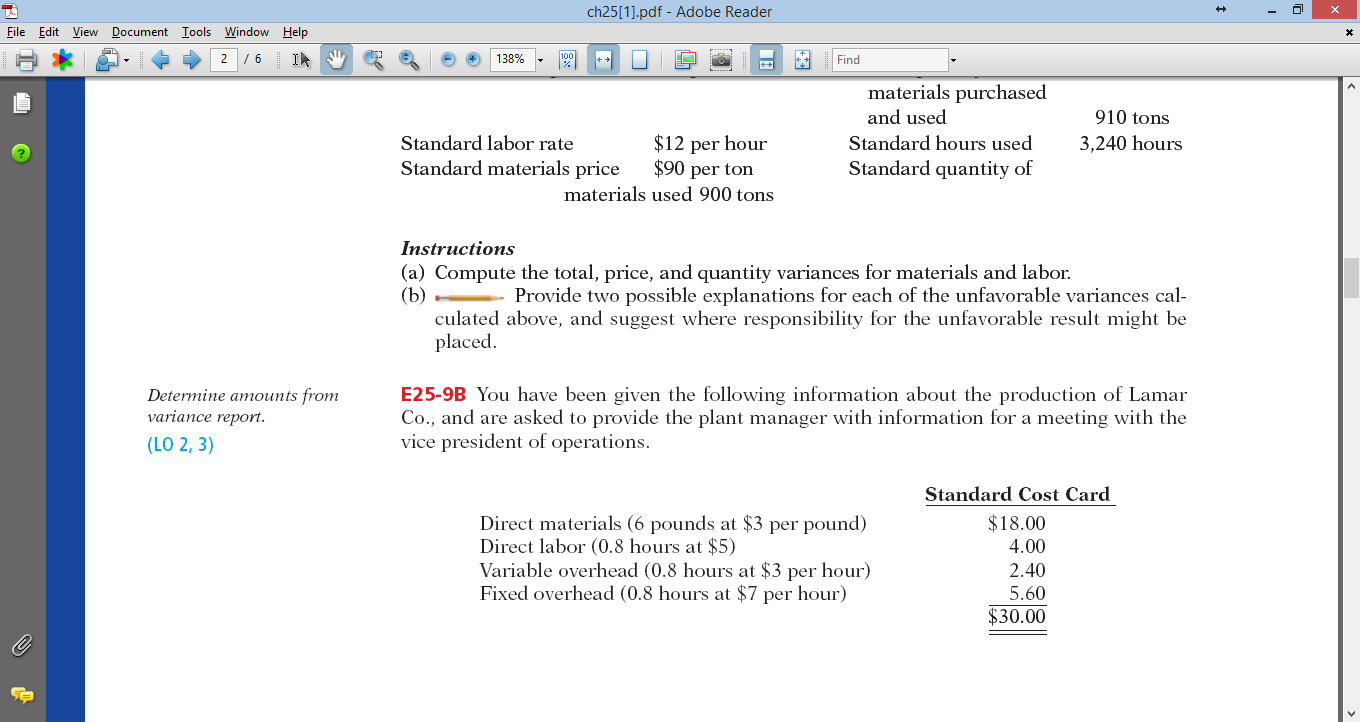 ch25[1].pdf - Adobe Reader
File Edit View Document Tools Window Help
2 / 6 138% Find
materials purchased
and used 910 tons
Standard labor rate $12 per hour Standard hours used 3,240 hours
Standard materials price $90 per ton Standard quantity of
materials used 900 tons
Instructions
(a) Compute the total, price, and quantity variances for materials and labor.
(b) Provide two possible explanations for each of the unfavorable variances cal-
culated above, and suggest where responsibility for the unfavorable result might be
placed.
Determine amounts from
variance report.
(LO 2, 3)
E25-9B You have been given the following information about the production of Lamar
Co., and are asked to provide the plant manager with information for a meeting with the
vice president of operations.
Standard Cost Card
Direct materials (6 pounds at $3 per pound) $18.00
Direct labor (0.8 hours at $5) 4.00
Variable overhead (0.8 hours at $3 per hour) 2.40
Fixed overhead (0.8 hours at $7 per hour) 5.60
$30.00